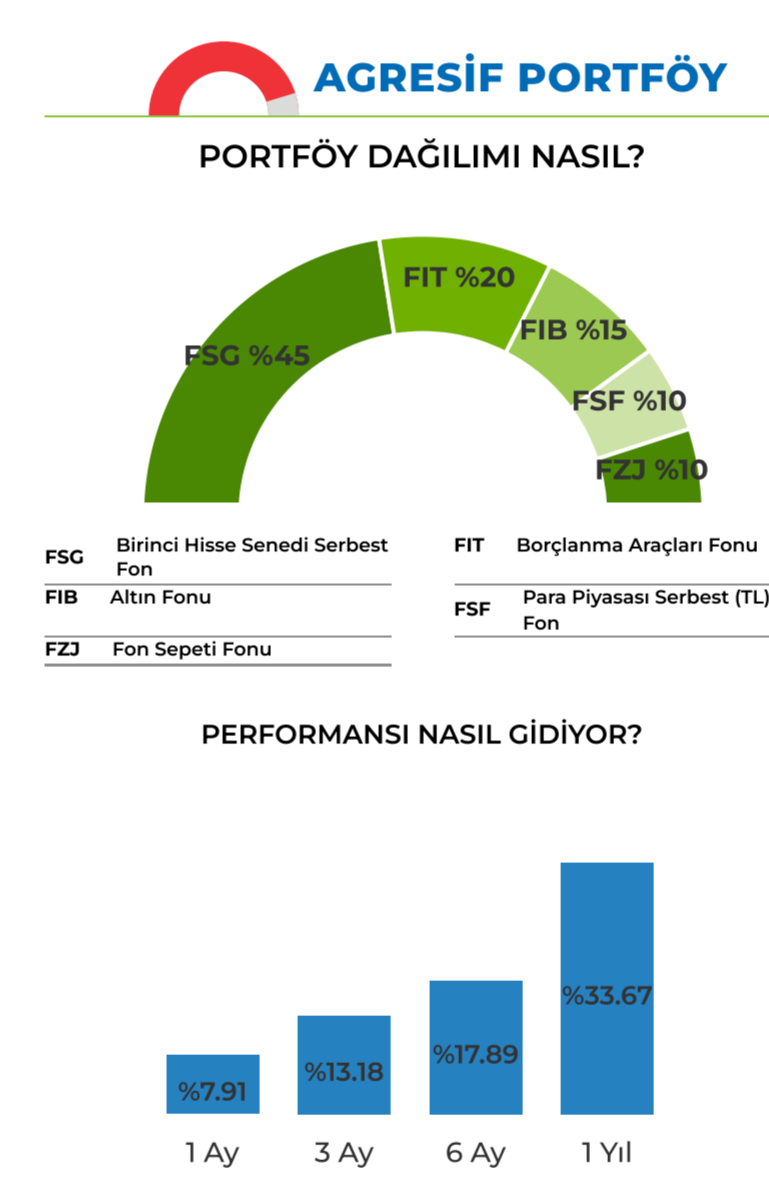 AGRESİF PORTFÖY
PORTFÖY DAĞILIMI NASIL?
FSG %45
FIT %20
FIB %15
FSF %10
FZJ %10
FSG Birinci Hisse Senedi Serbest
Fon
FIT Borçlanma Araçları Fonu
FIB Altın Fonu
FSF Para Piyasası Serbest (TL)
Fon
FZJ Fon Sepeti Fonu
PERFORMANSI NASIL GİDİYOR?
%7.91
%13.18
%17.89
%33.67
1 Ay
3 Ay
6 Ay
1 Yıl